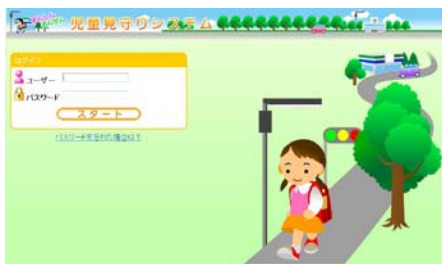 児童見守りシステム
ログイン
ユーザー
パスワード
スタート
パスワードを忘れた場合は？